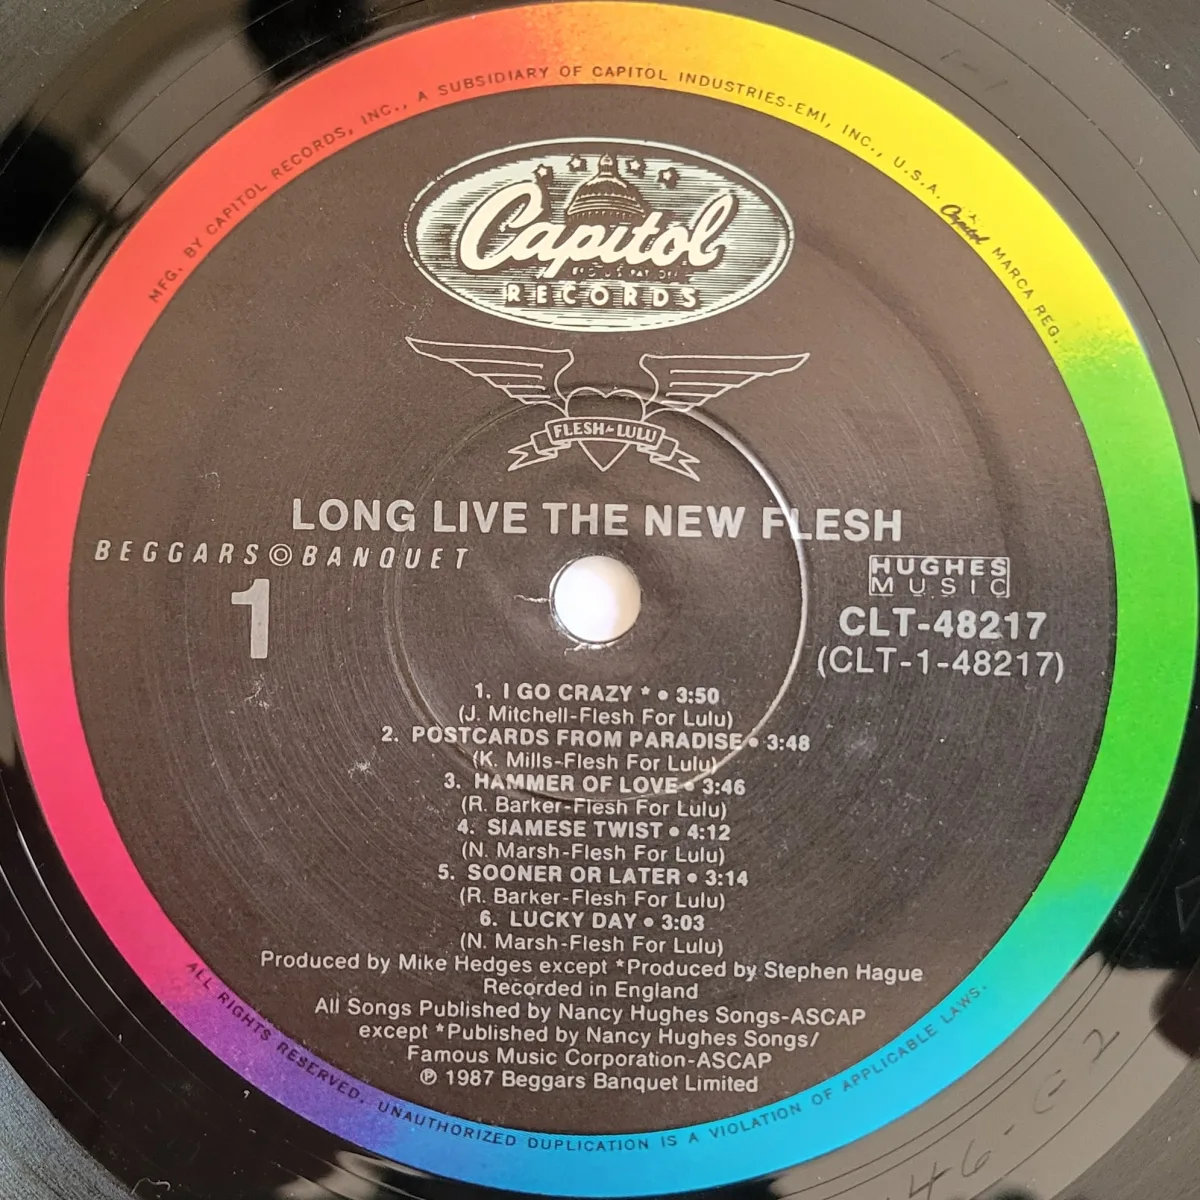 MFG. BY CAPITOL RECORDS, INC., A SUBSIDIARY OF CAPITOL INDUSTRIES-EMI, INC., U.S.A. Capitol MARCA REG.
Capitol
RECORDS
FLESH for LULU
LONG LIVE THE NEW FLESH
BEGGARS BANQUET
HUGHES
MUSIC
1
CLT-48217
(CLT-1-48217)
1. I GO CRAZY * • 3:50
(J. Mitchell-Flesh For Lulu)
2. POSTCARDS FROM PARADISE • 3:48
(K. Mills-Flesh For Lulu)
3. HAMMER OF LOVE • 3:46
(R. Barker-Flesh For Lulu)
4. SIAMESE TWIST • 4:12
(N. Marsh-Flesh For Lulu)
5. SOONER OR LATER • 3:14
(R. Barker-Flesh For Lulu)
6. LUCKY DAY • 3:03
(N. Marsh-Flesh For Lulu)
Produced by Mike Hedges except *Produced by Stephen Hague
Recorded in England
All Songs Published by Nancy Hughes Songs-ASCAP
except *Published by Nancy Hughes Songs/
Famous Music Corporation-ASCAP
℗ 1987 Beggars Banquet Limited
ALL RIGHTS RESERVED. UNAUTHORIZED DUPLICATION IS A VIOLATION OF APPLICABLE LAWS.